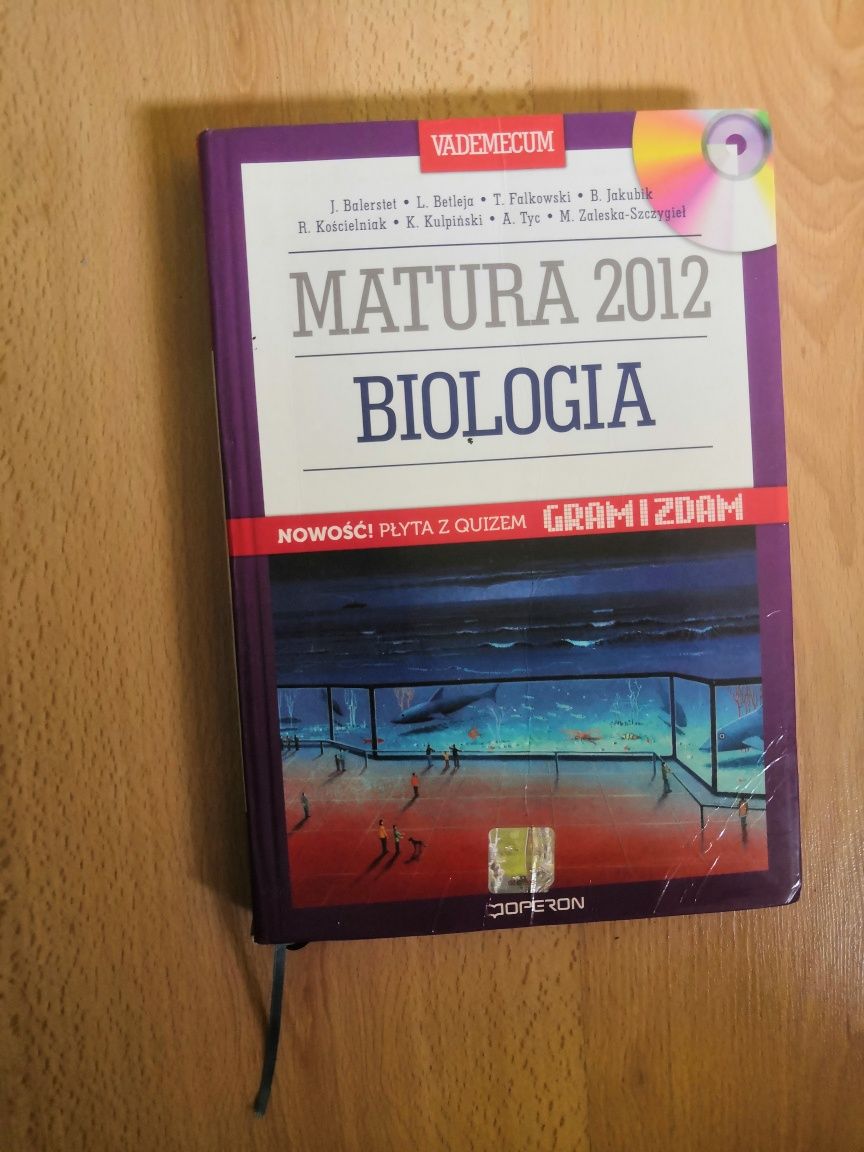 VADEMECUM
J. Balerstet • L. Betleja • T. Falkowski • B. Jakubik
R. Kościelniak • K. Kulpiński • A. Tyc • M. Zaleska-Szczygieł
MATURA 2012
BIOLOGIA
NOWOŚĆ! PŁYTA Z QUIZEM GRAM I ZDAM
OPERON